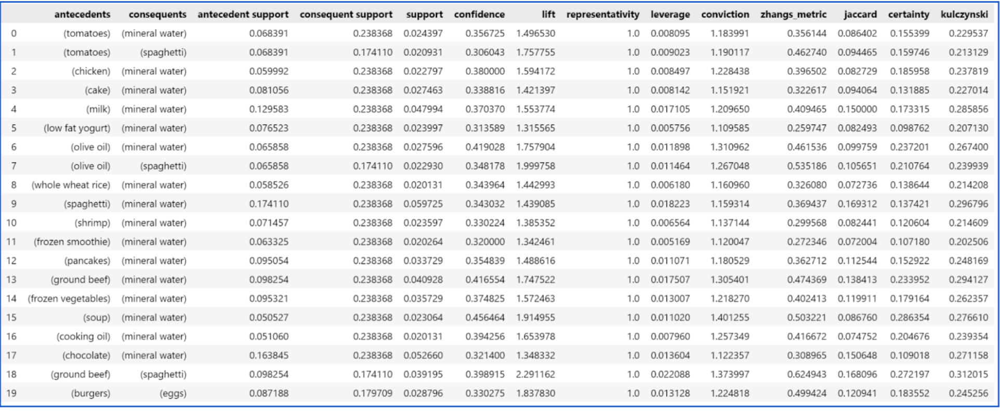 antecedents consequents antecedent support consequent support support confidence lift representativity leverage conviction zhangs_metric jaccard certainty kulczynski
0 (tomatoes) (mineral water) 0.068391 0.238368 0.024397 0.356725 1.496530 1.0 0.008095 1.183991 0.356144 0.086402 0.155399 0.229537
1 (tomatoes) (spaghetti) 0.068391 0.174110 0.020931 0.306043 1.757755 1.0 0.009023 1.190117 0.462740 0.094465 0.159746 0.213129
2 (chicken) (mineral water) 0.059992 0.238368 0.022797 0.380000 1.594172 1.0 0.008497 1.228438 0.396502 0.082729 0.185958 0.237819
3 (cake) (mineral water) 0.081056 0.238368 0.027463 0.338816 1.421397 1.0 0.008142 1.151921 0.322617 0.094064 0.131885 0.227014
4 (milk) (mineral water) 0.129583 0.238368 0.047994 0.370370 1.553774 1.0 0.017105 1.209650 0.409465 0.150000 0.173315 0.285856
5 (low fat yogurt) (mineral water) 0.076523 0.238368 0.023997 0.313589 1.315565 1.0 0.005756 1.109585 0.259747 0.082493 0.098762 0.207130
6 (olive oil) (mineral water) 0.065858 0.238368 0.027596 0.419028 1.757904 1.0 0.011898 1.310962 0.461536 0.099759 0.237201 0.267400
7 (olive oil) (spaghetti) 0.065858 0.174110 0.022930 0.348178 1.999758 1.0 0.011464 1.267048 0.535186 0.105651 0.210764 0.239939
8 (whole wheat rice) (mineral water) 0.058526 0.238368 0.020131 0.343964 1.442993 1.0 0.006180 1.160960 0.326080 0.072736 0.138644 0.214208
9 (spaghetti) (mineral water) 0.174110 0.238368 0.059725 0.343032 1.439085 1.0 0.018223 1.159314 0.369437 0.169312 0.137421 0.296796
10 (shrimp) (mineral water) 0.071457 0.238368 0.023597 0.330224 1.385352 1.0 0.006564 1.137144 0.299568 0.082441 0.120604 0.214609
11 (frozen smoothie) (mineral water) 0.063325 0.238368 0.020264 0.320000 1.342461 1.0 0.005169 1.120047 0.272346 0.072004 0.107180 0.202506
12 (pancakes) (mineral water) 0.095054 0.238368 0.033729 0.354839 1.488616 1.0 0.011071 1.180529 0.362712 0.112544 0.152922 0.248169
13 (ground beef) (mineral water) 0.098254 0.238368 0.040928 0.416554 1.747522 1.0 0.017507 1.305401 0.474369 0.138413 0.233952 0.294127
14 (frozen vegetables) (mineral water) 0.095321 0.238368 0.035729 0.374825 1.572463 1.0 0.013007 1.218270 0.402413 0.119911 0.179164 0.262357
15 (soup) (mineral water) 0.050527 0.238368 0.023064 0.456464 1.914955 1.0 0.011020 1.401255 0.503221 0.086760 0.286354 0.276610
16 (cooking oil) (mineral water) 0.051060 0.238368 0.020131 0.394256 1.653978 1.0 0.007960 1.257349 0.416672 0.074752 0.204676 0.239354
17 (chocolate) (mineral water) 0.163845 0.238368 0.052660 0.321400 1.348332 1.0 0.013604 1.122357 0.308965 0.150648 0.109018 0.271158
18 (ground beef) (spaghetti) 0.098254 0.174110 0.039195 0.398915 2.291162 1.0 0.022088 1.373997 0.624943 0.168096 0.272197 0.312015
19 (burgers) (eggs) 0.087188 0.179709 0.028796 0.330275 1.837830 1.0 0.013128 1.224818 0.499424 0.120941 0.183552 0.245256